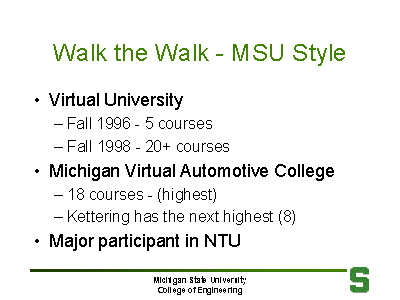 Walk the Walk - MSU Style
• Virtual University
– Fall 1996 - 5 courses
– Fall 1998 - 20+ courses
• Michigan Virtual Automotive College
– 18 courses - (highest)
– Kettering has the next highest (8)
• Major participant in NTU
Michigan State University
College of Engineering
S